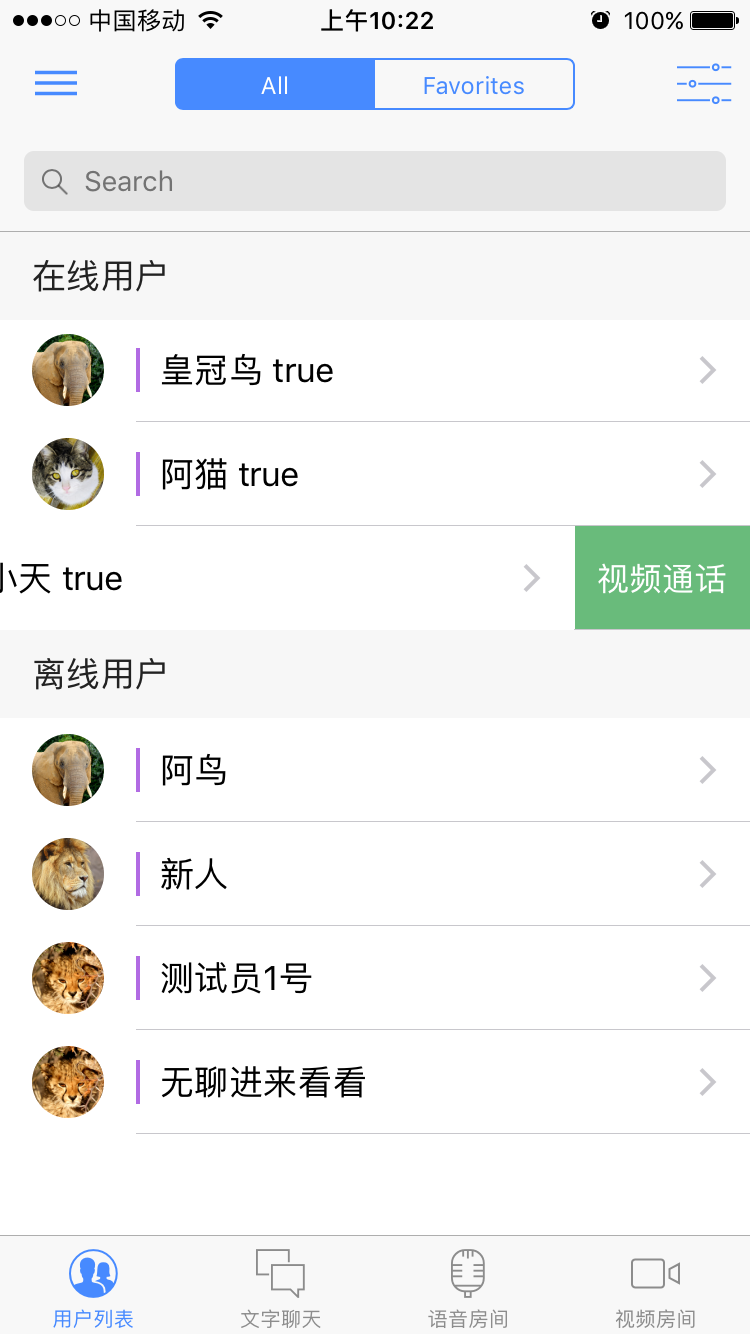 中国移动
上午10:22
100%
All
Favorites
Search
在线用户
皇冠鸟 true
阿猫 true
小天 true
视频通话
离线用户
阿鸟
新人
测试员1号
无聊进来看看
用户列表
文字聊天
语音房间
视频房间